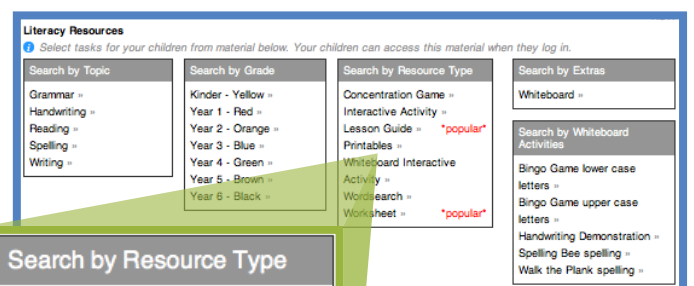 Literacy Resources
Select tasks for your children from material below. Your children can access this material when they log in.
Search by Topic
Grammar »
Handwriting »
Reading »
Spelling »
Writing »
Search by Grade
Kinder - Yellow »
Year 1 - Red »
Year 2 - Orange »
Year 3 - Blue »
Year 4 - Green »
Year 5 - Brown »
Year 6 - Black »
Search by Resource Type
Concentration Game »
Interactive Activity »
Lesson Guide » *popular*
Printables »
Whiteboard Interactive
Activity »
Wordsearch »
Worksheet » *popular*
Search by Extras
Whiteboard »
Search by Whiteboard
Activities
Bingo Game lower case
letters »
Bingo Game upper case
letters »
Handwriting Demonstration »
Spelling Bee spelling »
Walk the Plank spelling »
Search by Resource Type